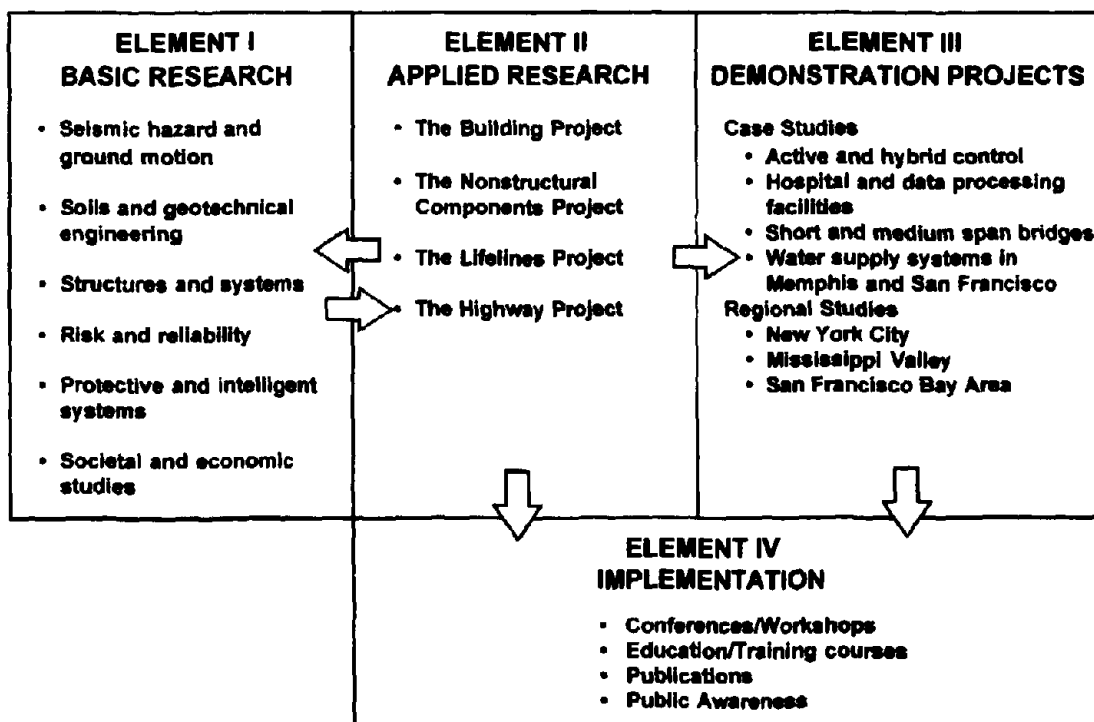 ELEMENT I
BASIC RESEARCH
• Seismic hazard and
ground motion
• Soils and geotechnical
engineering
• Structures and systems
• Risk and reliability
• Protective and intelligent
systems
• Societal and economic
studies
ELEMENT II
APPLIED RESEARCH
• The Building Project
• The Nonstructural
Components Project
• The Lifelines Project
• The Highway Project
ELEMENT III
DEMONSTRATION PROJECTS
Case Studies
• Active and hybrid control
• Hospital and data processing
facilities
• Short and medium span bridges
• Water supply systems in
Memphis and San Francisco
Regional Studies
• New York City
• Mississippi Valley
• San Francisco Bay Area
ELEMENT IV
IMPLEMENTATION
• Conferences/Workshops
• Education/Training courses
• Publications
• Public Awareness